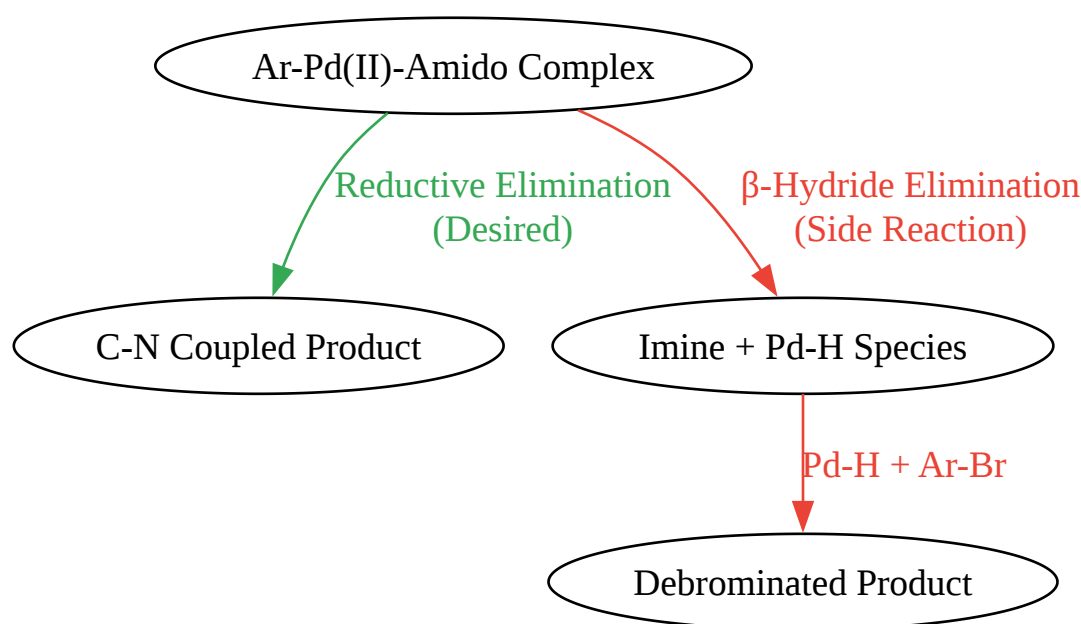 Ar-Pd(II)-Amido Complex
Reductive Elimination
(Desired)
β-Hydride Elimination
(Side Reaction)
C-N Coupled Product
Imine + Pd-H Species
Pd-H + Ar-Br
Debrominated Product